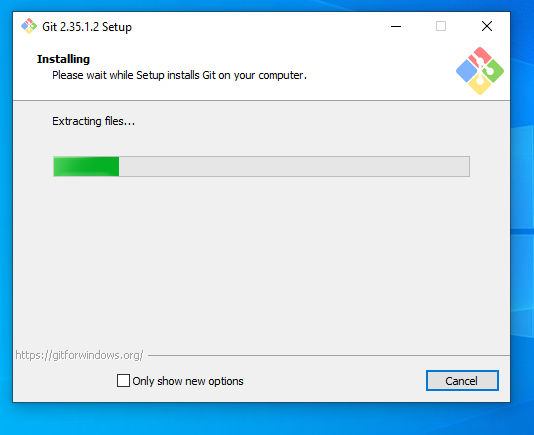 Git 2.35.1.2 Setup
Installing
Please wait while Setup installs Git on your computer.
Extracting files...
https://gitforwindows.org/
Only show new options
Cancel